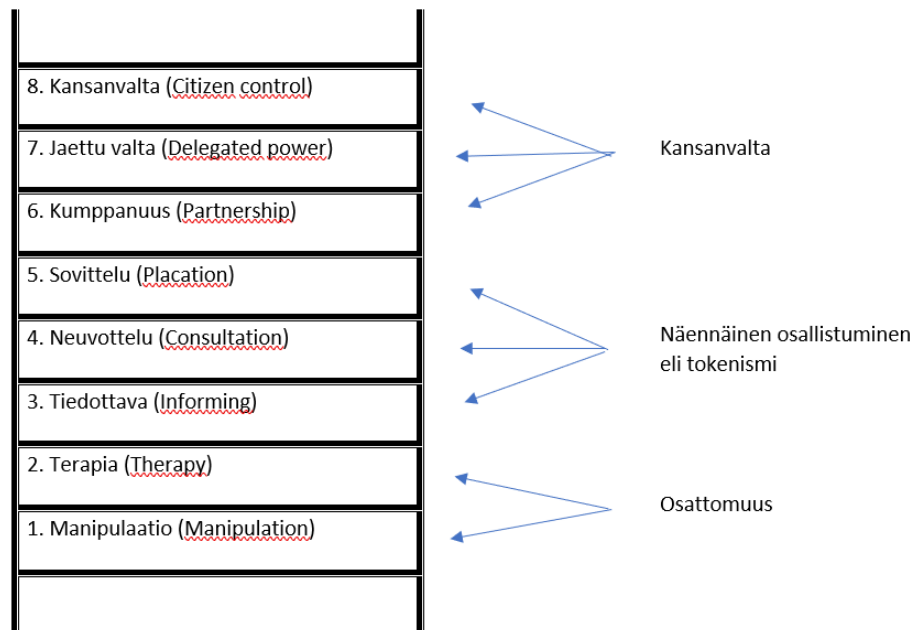 8. Kansanvalta (Citizen control)
7. Jaettu valta (Delegated power)
6. Kumppanuus (Partnership)
5. Sovittelu (Placation)
4. Neuvottelu (Consultation)
3. Tiedottava (Informing)
2. Terapia (Therapy)
1. Manipulaatio (Manipulation)
Kansanvalta
Näennäinen osallistuminen
eli tokenismi
Osattomuus